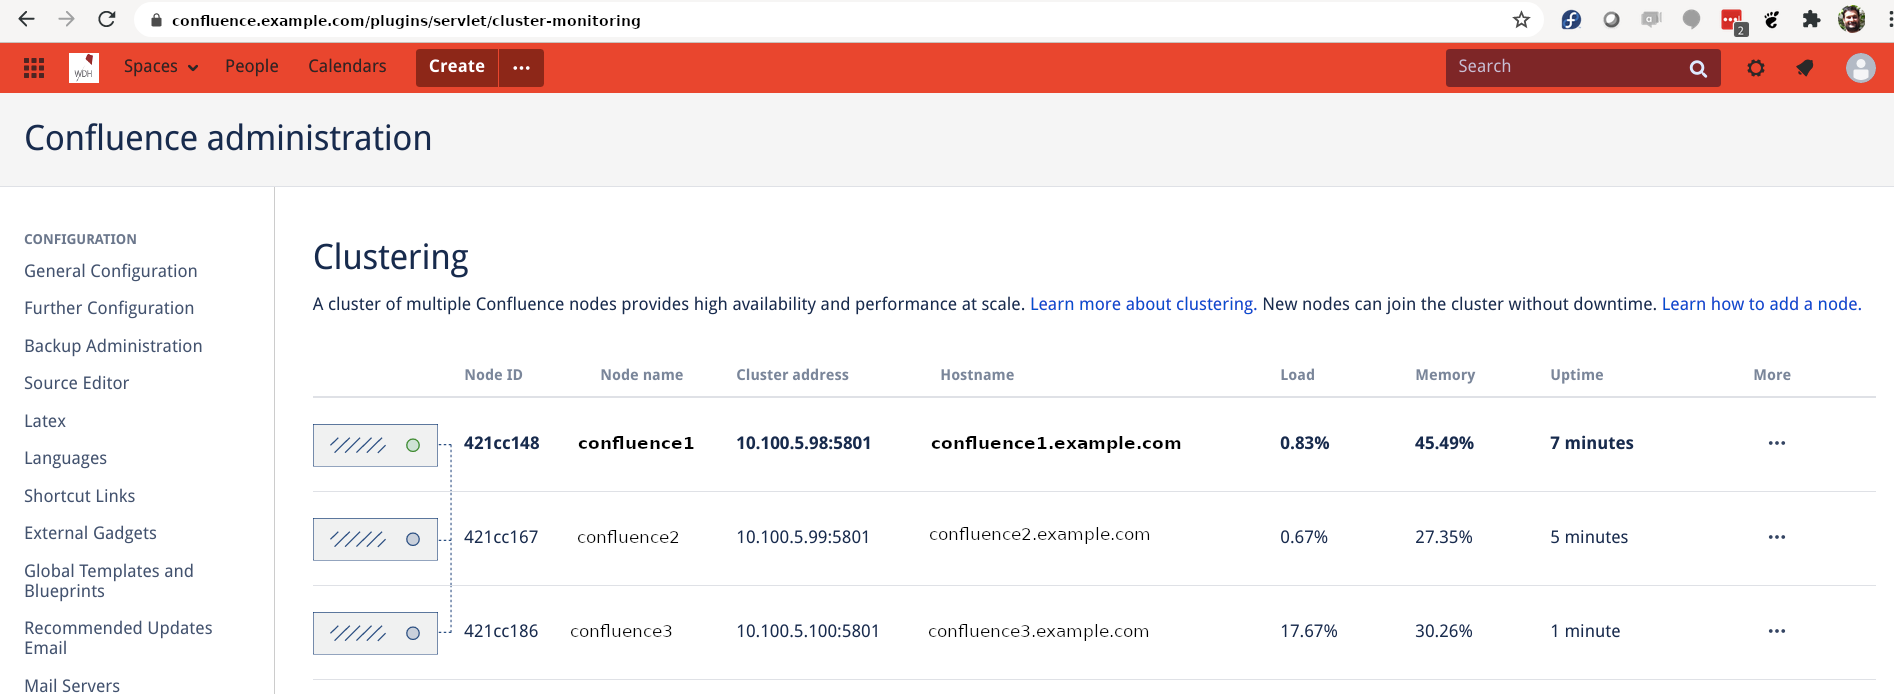 confluence.example.com/plugins/servlet/cluster-monitoring
2
WDH Spaces People Calendars Create ··· Search
Confluence administration
CONFIGURATION
General Configuration
Further Configuration
Backup Administration
Source Editor
Latex
Languages
Shortcut Links
External Gadgets
Global Templates and
Blueprints
Recommended Updates
Email
Mail Servers
Clustering
A cluster of multiple Confluence nodes provides high availability and performance at scale. Learn more about clustering. New nodes can join the cluster without downtime. Learn how to add a node.
Node ID Node name Cluster address Hostname Load Memory Uptime More
421cc148 confluence1 10.100.5.98:5801 confluence1.example.com 0.83% 45.49% 7 minutes ···
421cc167 confluence2 10.100.5.99:5801 confluence2.example.com 0.67% 27.35% 5 minutes ···
421cc186 confluence3 10.100.5.100:5801 confluence3.example.com 17.67% 30.26% 1 minute ···